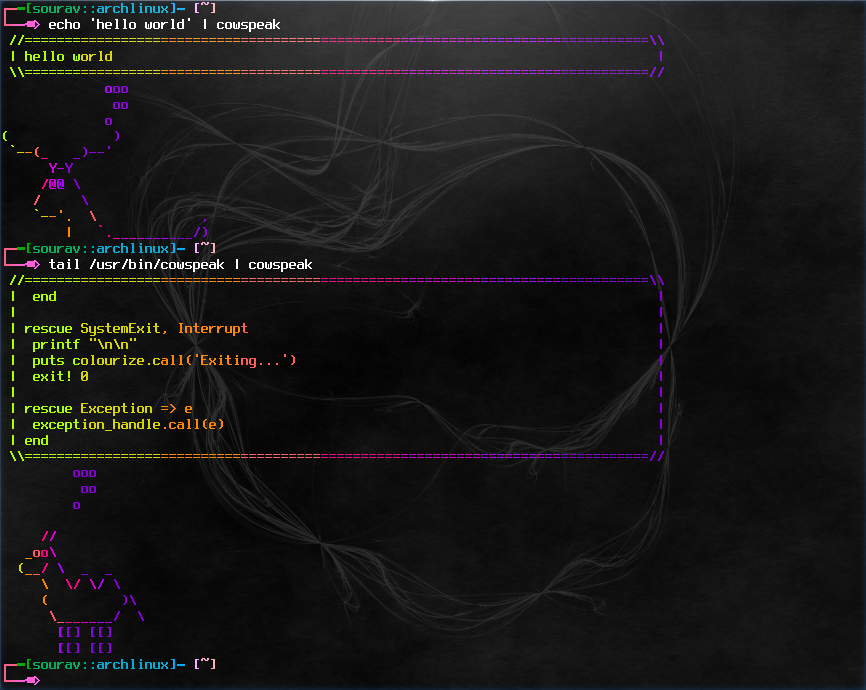 ┌─=[sourav::archlinux]─ [~]
└──=> echo 'hello world' | cowspeak
//==============================================================================\\
| hello world                                                                    |
\\==============================================================================//
             ooo
              oo
             o
(             )
 `--(_   _)--'
      Y-Y
     /@@ \
    /     \
    `--'.  \             ,
        |   `.__________/)
┌─=[sourav::archlinux]─ [~]
└──=> tail /usr/bin/cowspeak | cowspeak
//==============================================================================\\
|  end                                                                           |
|                                                                                |
| rescue SystemExit, Interrupt                                                   |
|  printf "\n\n"                                                                 |
|  puts colourize.call('Exiting...')                                             |
|  exit! 0                                                                       |
|                                                                                |
| rescue Exception => e                                                          |
|  exception_handle.call(e)                                                      |
| end                                                                            |
\\==============================================================================//
         ooo
          oo
         o

     //
   _oo\
  (__/ \  _  _
     \  \/ \/ \
     (         )\
      \_______/  \
       [[] [[]
       [[] [[]
┌─=[sourav::archlinux]─ [~]
└──=>